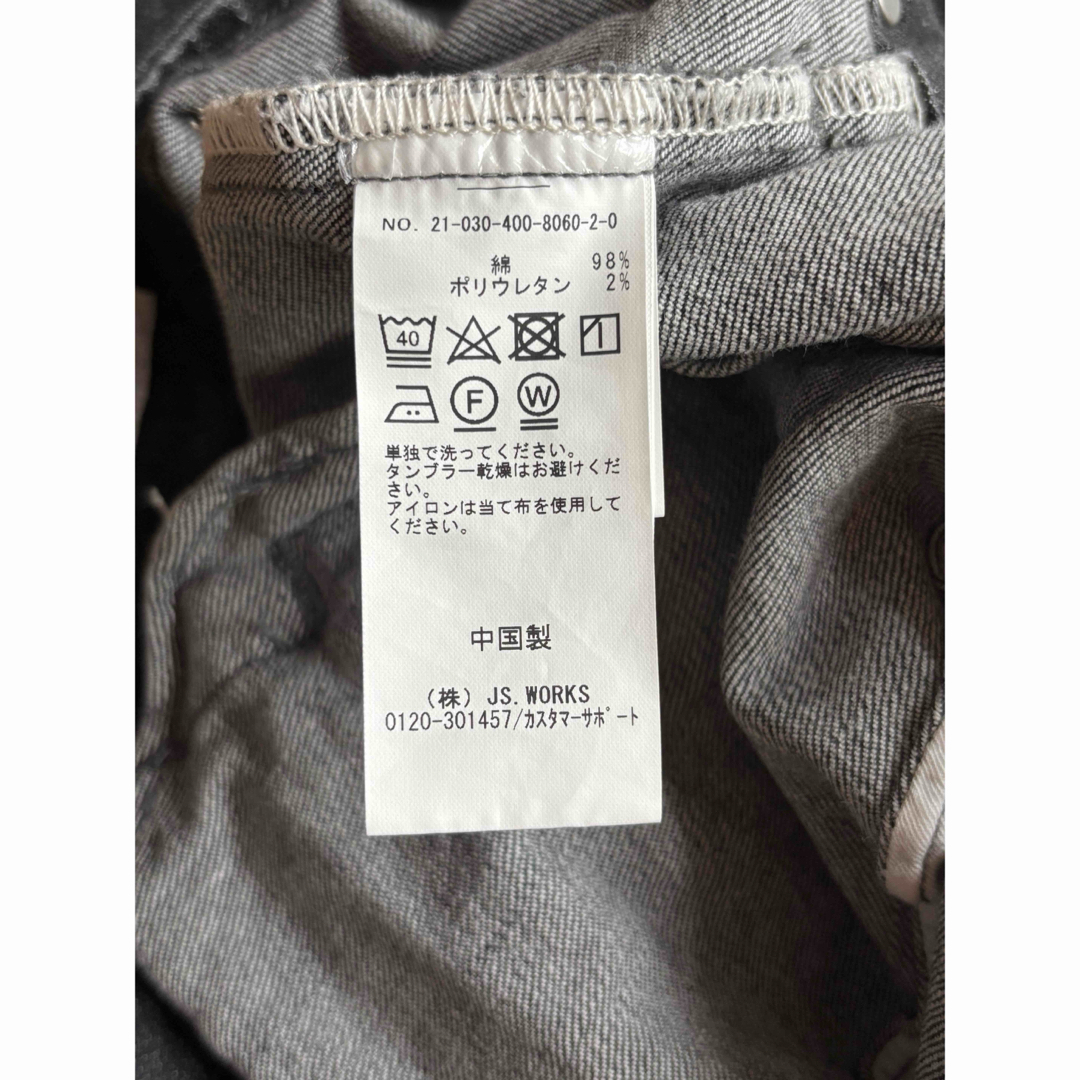 NO. 21-030-400-8060-2-0
綿 98%
ポリウレタン 2%
40
F W
単独で洗ってください。
タンブラー乾燥はお避けくだ
さい。
アイロンは当て布を使用して
ください。
中国製
(株) JS.WORKS
0120-301457/カスタマーサポート